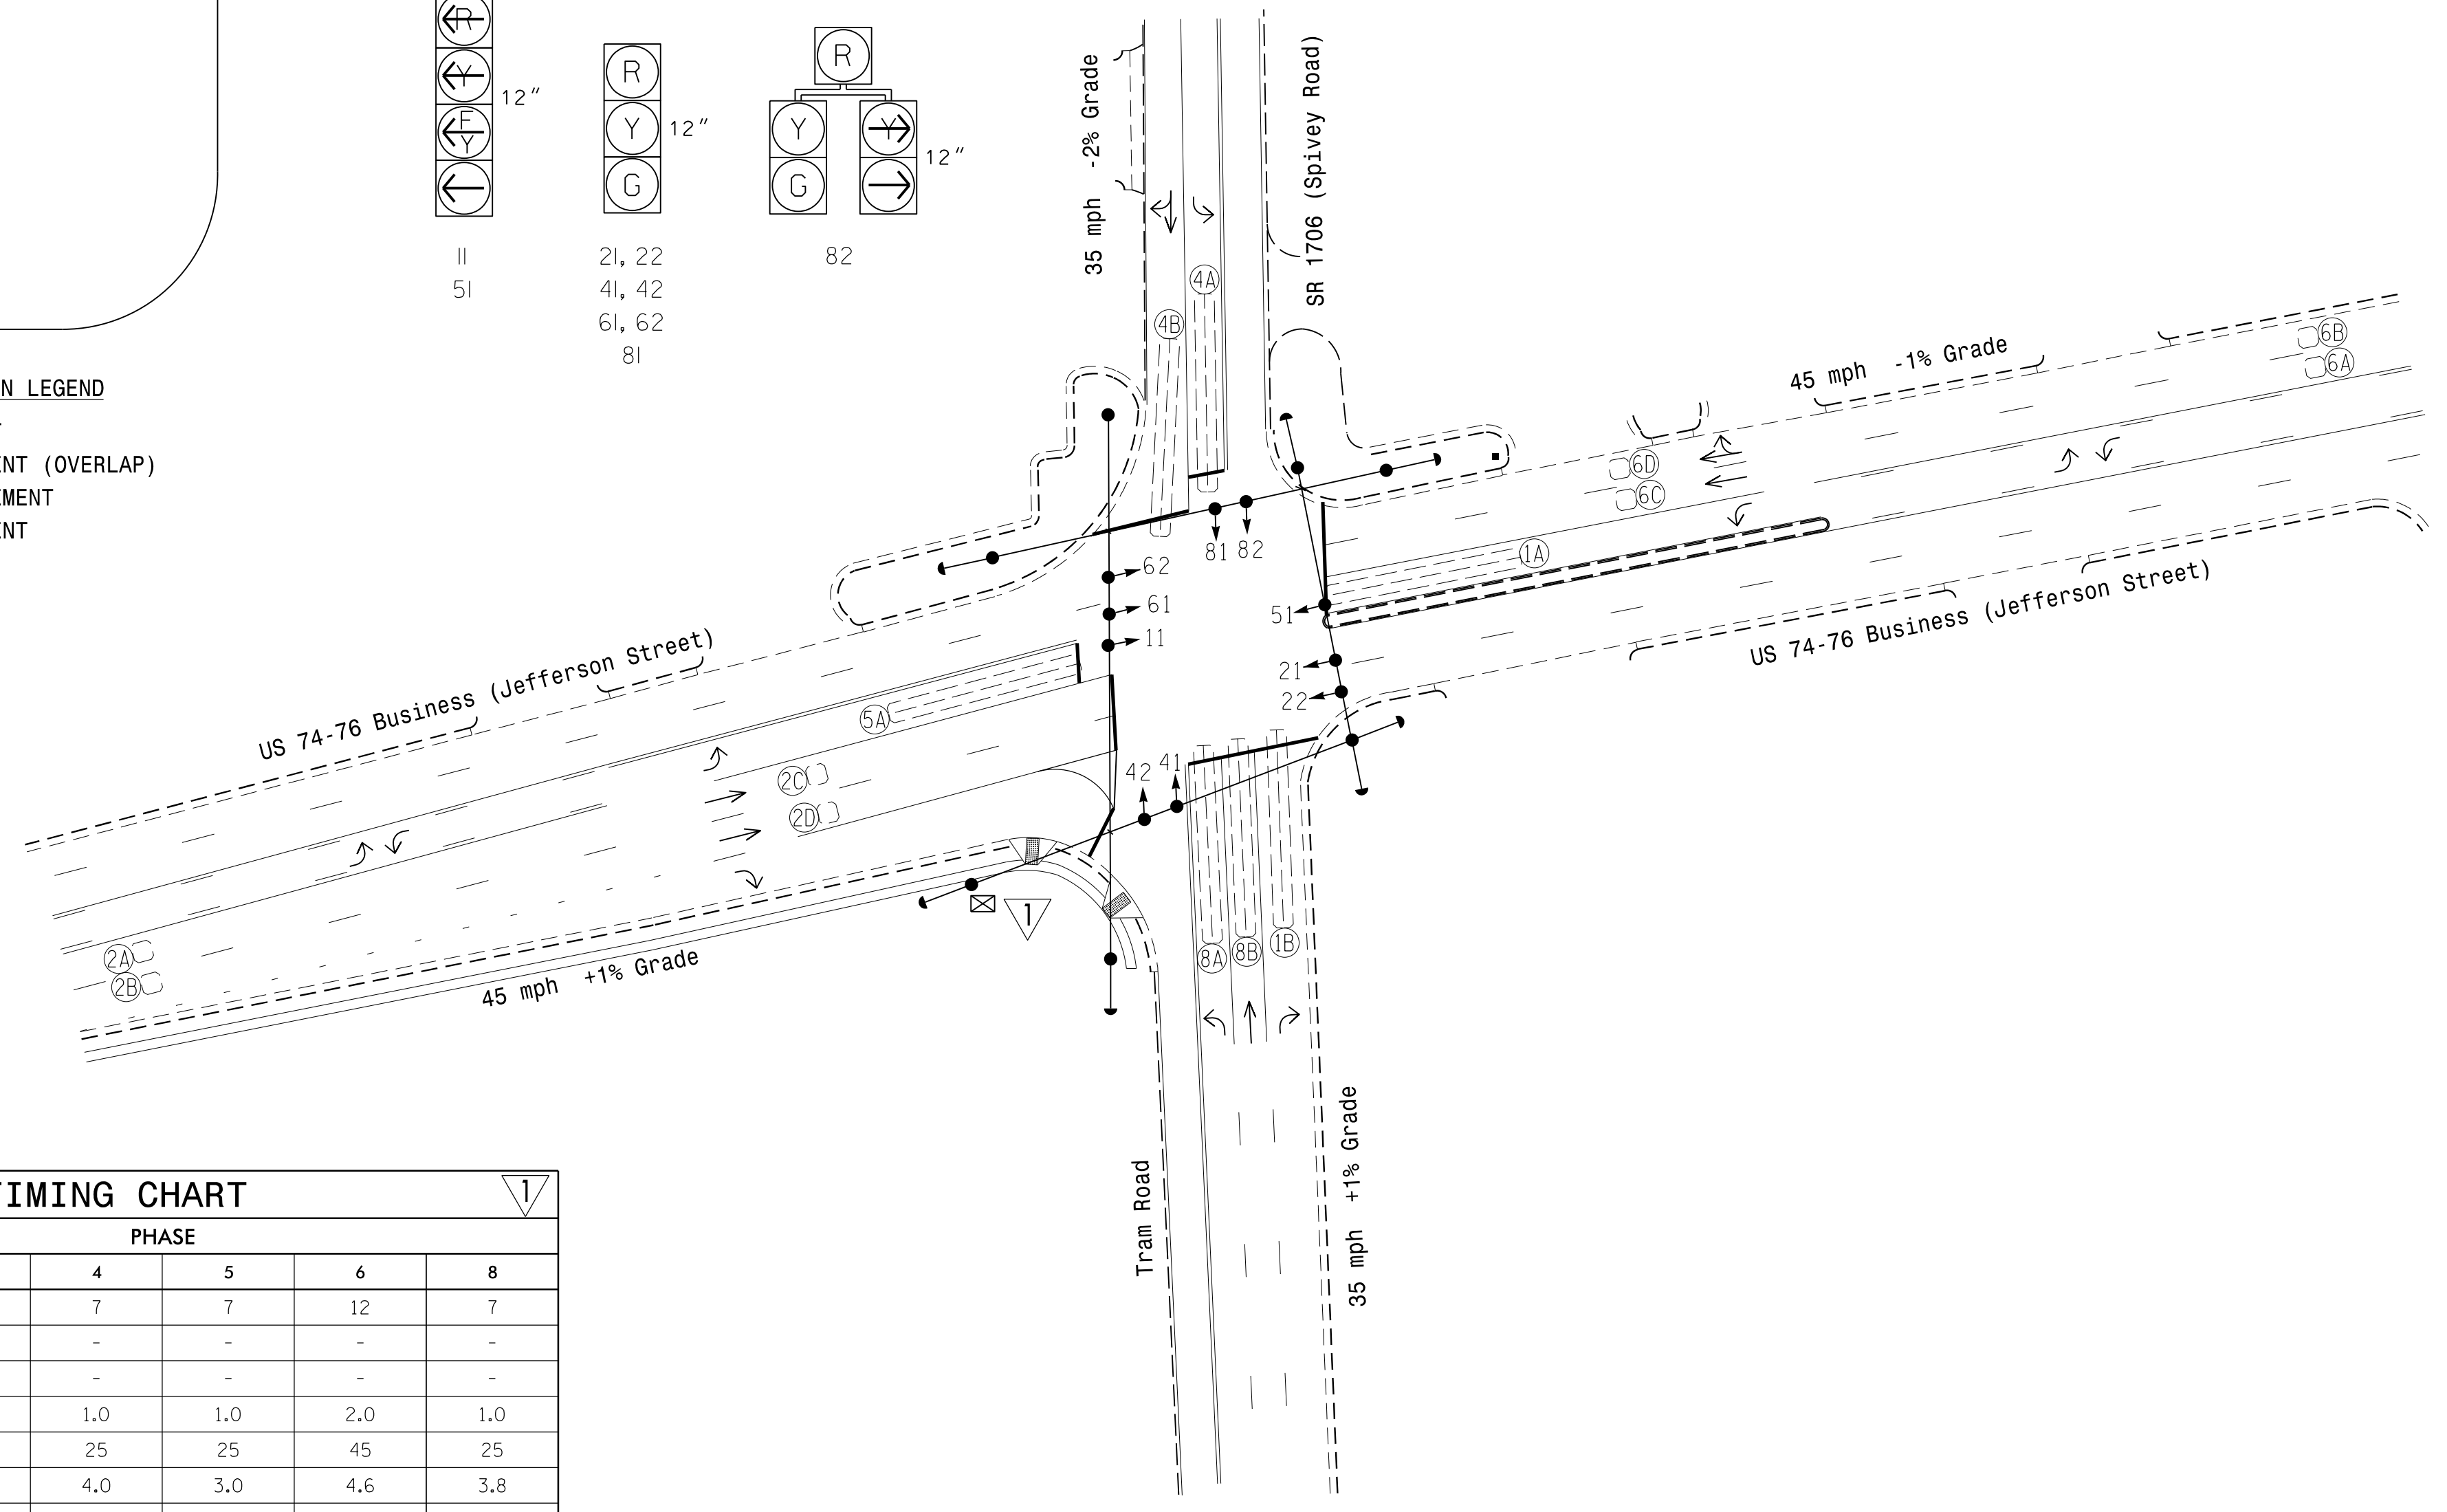 R
Y
F
Y
12"
11
51
R
Y
G
12"
21, 22
41, 42
61, 62
81
R
Y
Y
G
12"
82
N LEGEND
NT (OVERLAP)
EMENT
NT
35 mph -2% Grade
SR 1706 (Spivey Road)
4A
4B
45 mph -1% Grade
6B
6A
6D
6C
1A
81 82
62
61
11
51
21
22
US 74-76 Business (Jefferson Street)
US 74-76 Business (Jefferson Street)
5A
2C
2D
42 41
2A
2B
1
45 mph +1% Grade
8A 8B 1B
Tram Road
35 mph +1% Grade
TIMING CHART
1
PHASE
4 5 6 8
7 7 12 7
- - - -
- - - -
1.0 1.0 2.0 1.0
25 25 45 25
4.0 3.0 4.6 3.8